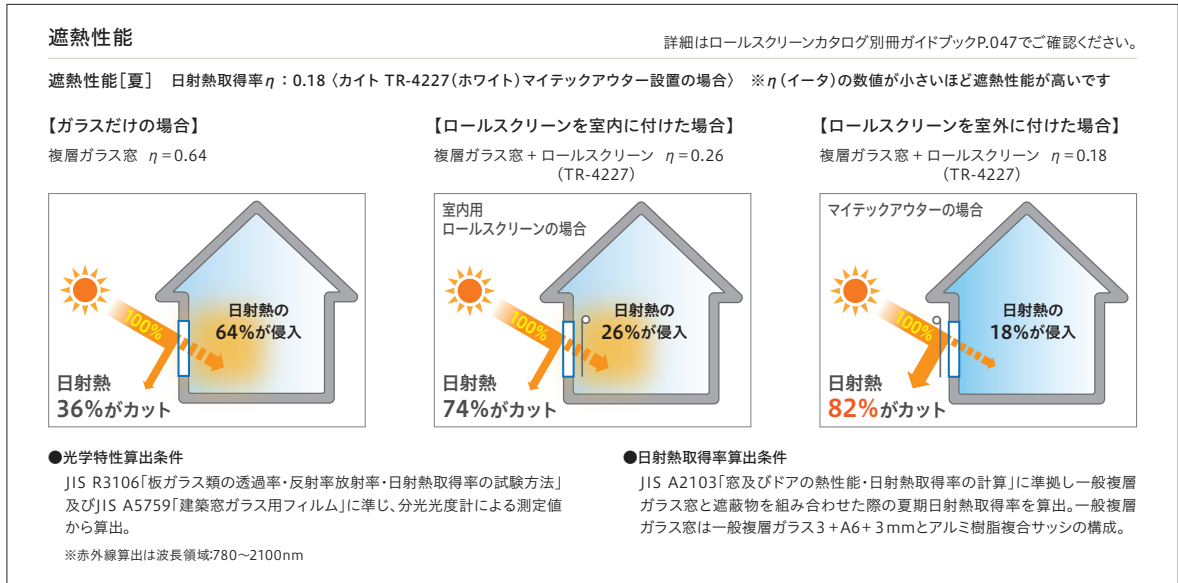 遮熱性能
詳細はロールスクリーンカタログ別冊ガイドブックP.047でご確認ください。
遮熱性能[夏] 日射熱取得率η：0.18〈カイト TR-4227(ホワイト)マイテックアウター設置の場合〉 ※η(イータ)の数値が小さいほど遮熱性能が高いです
【ガラスだけの場合】
複層ガラス窓 η=0.64
日射熱の
64%が侵入
100%
日射熱
36%がカット
【ロールスクリーンを室内に付けた場合】
複層ガラス窓 + ロールスクリーン η=0.26
(TR-4227)
室内用
ロールスクリーンの場合
日射熱の
26%が侵入
100%
日射熱
74%がカット
【ロールスクリーンを室外に付けた場合】
複層ガラス窓 + ロールスクリーン η=0.18
(TR-4227)
マイテックアウターの場合
日射熱の
18%が侵入
100%
日射熱
82%がカット
●光学特性算出条件
JIS R3106「板ガラス類の透過率・反射率放射率・日射熱取得率の試験方法」
及びJIS A5759「建築窓ガラス用フィルム」に準じ、分光光度計による測定値
から算出。
※赤外線算出は波長領域:780〜2100nm
●日射熱取得率算出条件
JIS A2103「窓及びドアの熱性能・日射熱取得率の計算」に準拠し一般複層
ガラス窓と遮蔽物を組み合わせた際の夏期日射熱取得率を算出。一般複層
ガラス窓は一般複層ガラス3+A6+3mmとアルミ樹脂複合サッシの構成。